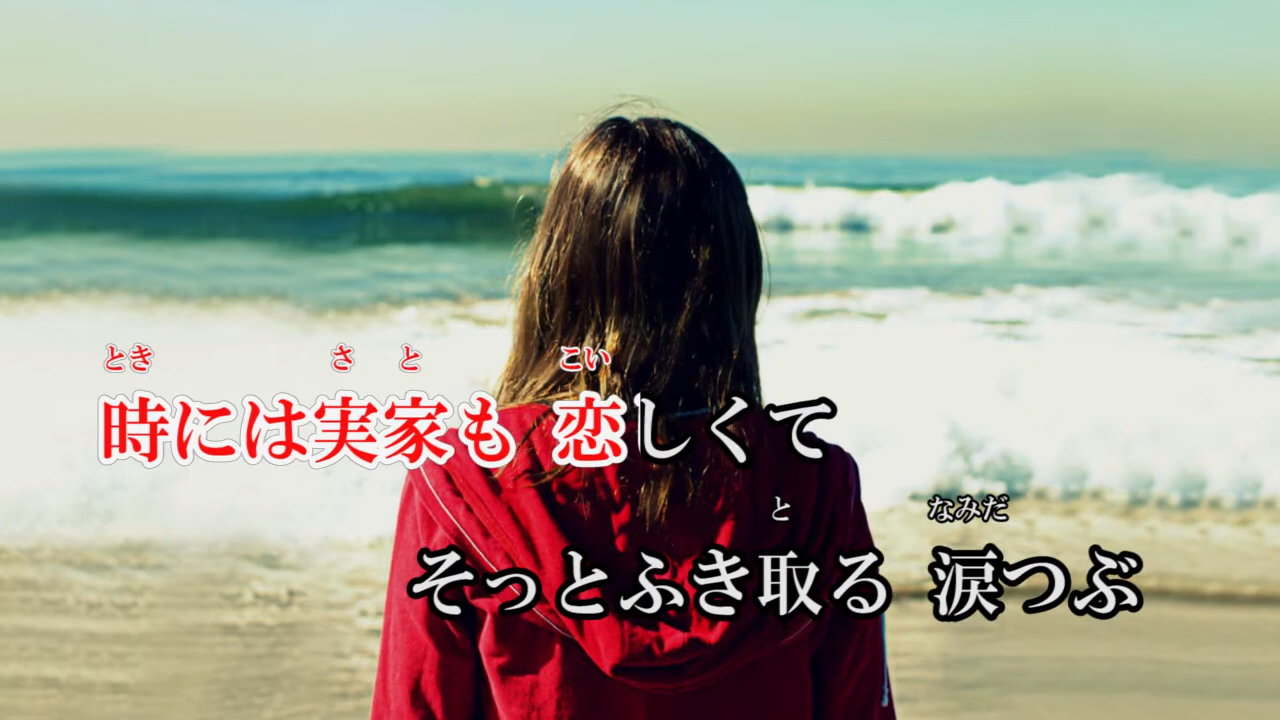 とき さ と こい
時には実家も 恋しくて
と なみだ
そっとふき取る 涙つぶ